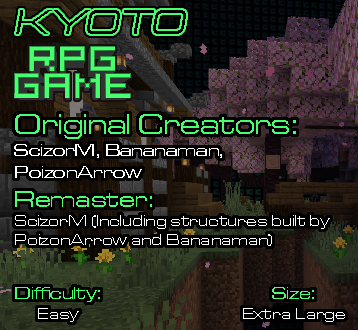 KYOTO
RPG
GAME
Original Creators:
ScizorM, Bananaman,
PoizonArrow
Remaster:
ScizorM (Including structures built by
PoizonArrow and Bananaman)
Difficulty:
Easy
Size:
Extra Large